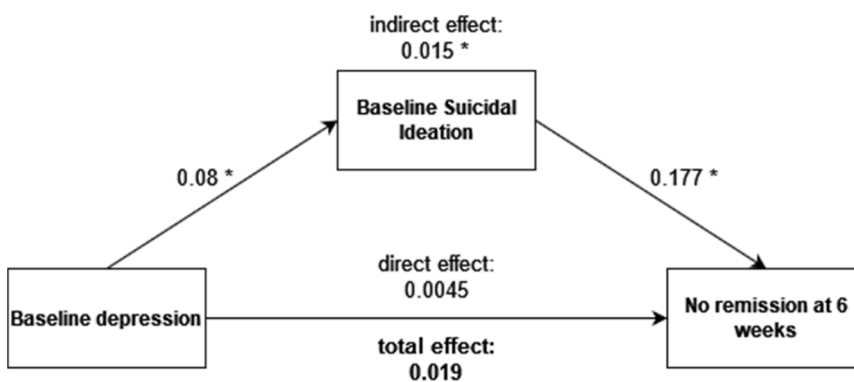 indirect effect:
0.015 *
Baseline Suicidal
Ideation
0.08 *
0.177 *
direct effect:
0.0045
Baseline depression
No remission at 6
weeks
total effect:
0.019